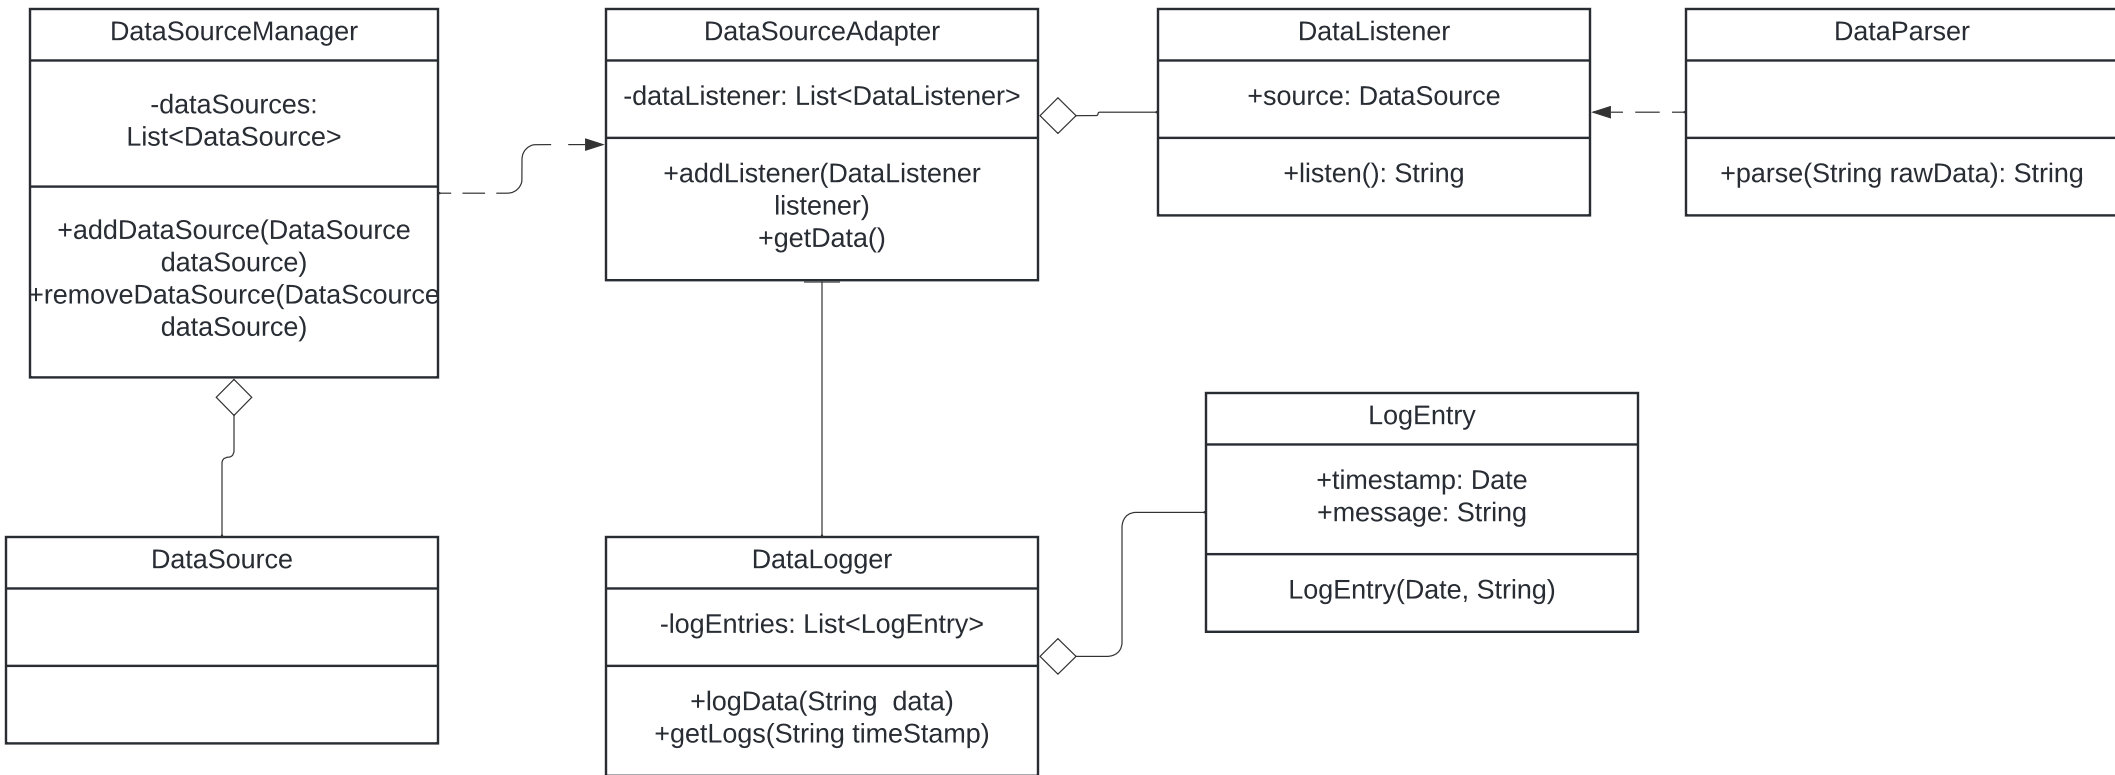 DataSourceManager
-dataSources:
List<DataSource>
+addDataSource(DataSource
dataSource)
+removeDataSource(DataScource
dataSource)
DataSourceAdapter
-dataListener: List<DataListener>
+addListener(DataListener
listener)
+getData()
DataListener
+source: DataSource
+listen(): String
DataParser
+parse(String rawData): String
DataSource
DataLogger
-logEntries: List<LogEntry>
+logData(String  data)
+getLogs(String timeStamp)
LogEntry
+timestamp: Date
+message: String
LogEntry(Date, String)